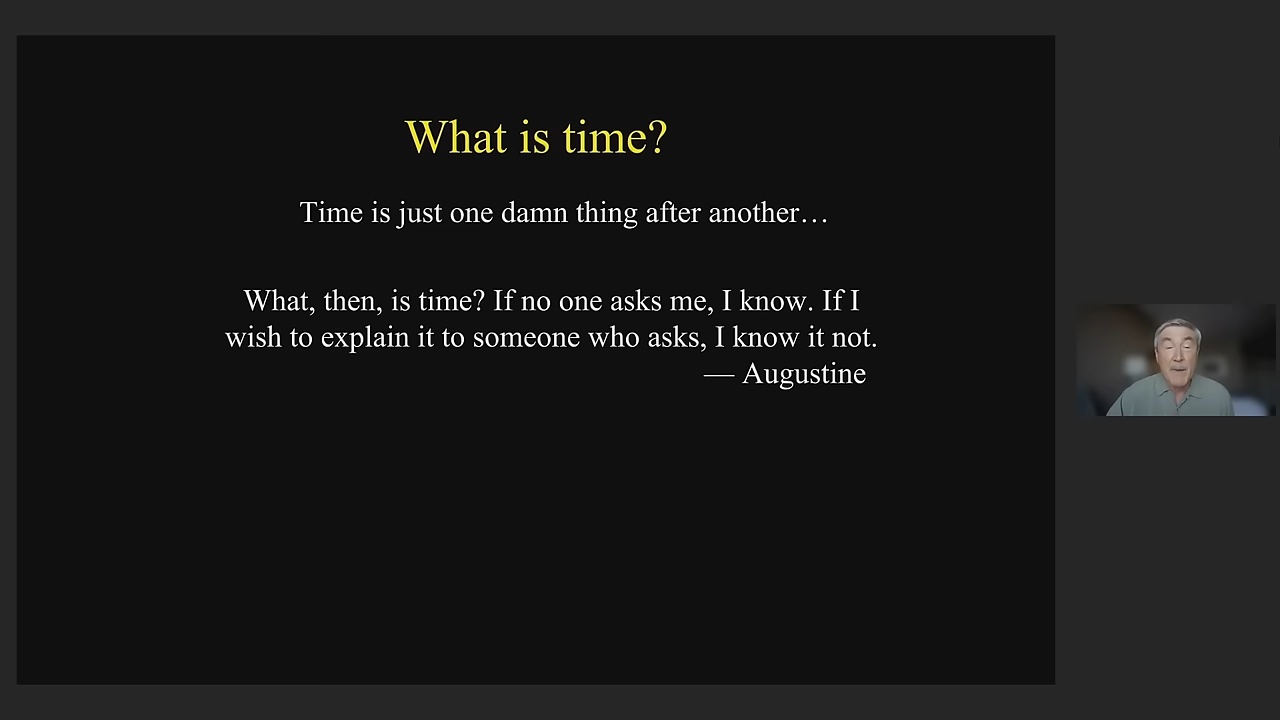 What is time?
Time is just one damn thing after another…
What, then, is time? If no one asks me, I know. If I
wish to explain it to someone who asks, I know it not.
— Augustine